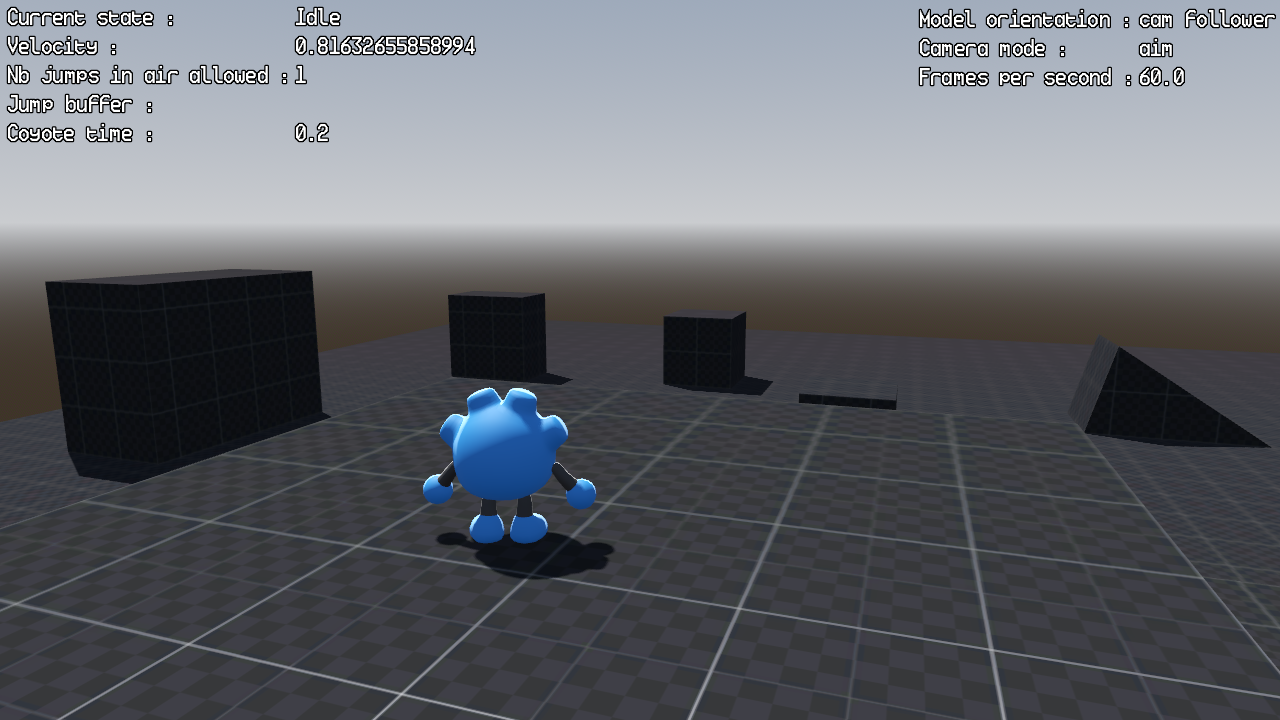 Current state : Idle
Velocity : 0.81632655858994
Nb jumps in air allowed : 1
Jump buffer :
Coyote time : 0.2
Model orientation : cam follower
Camera mode : aim
Frames per second : 60.0